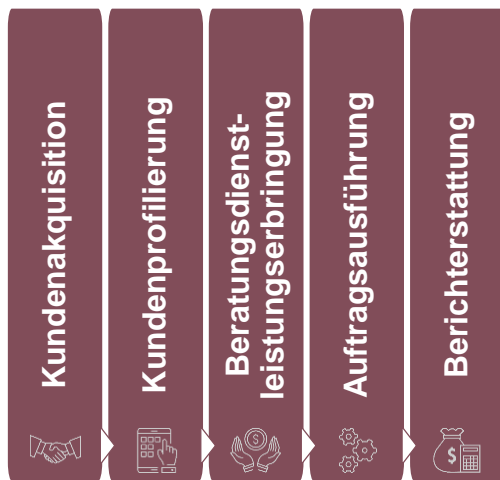 Kundenakquisition
Kundenprofilierung
Beratungsdienst-
leistungserbringung
Auftragsausführung
Berichterstattung